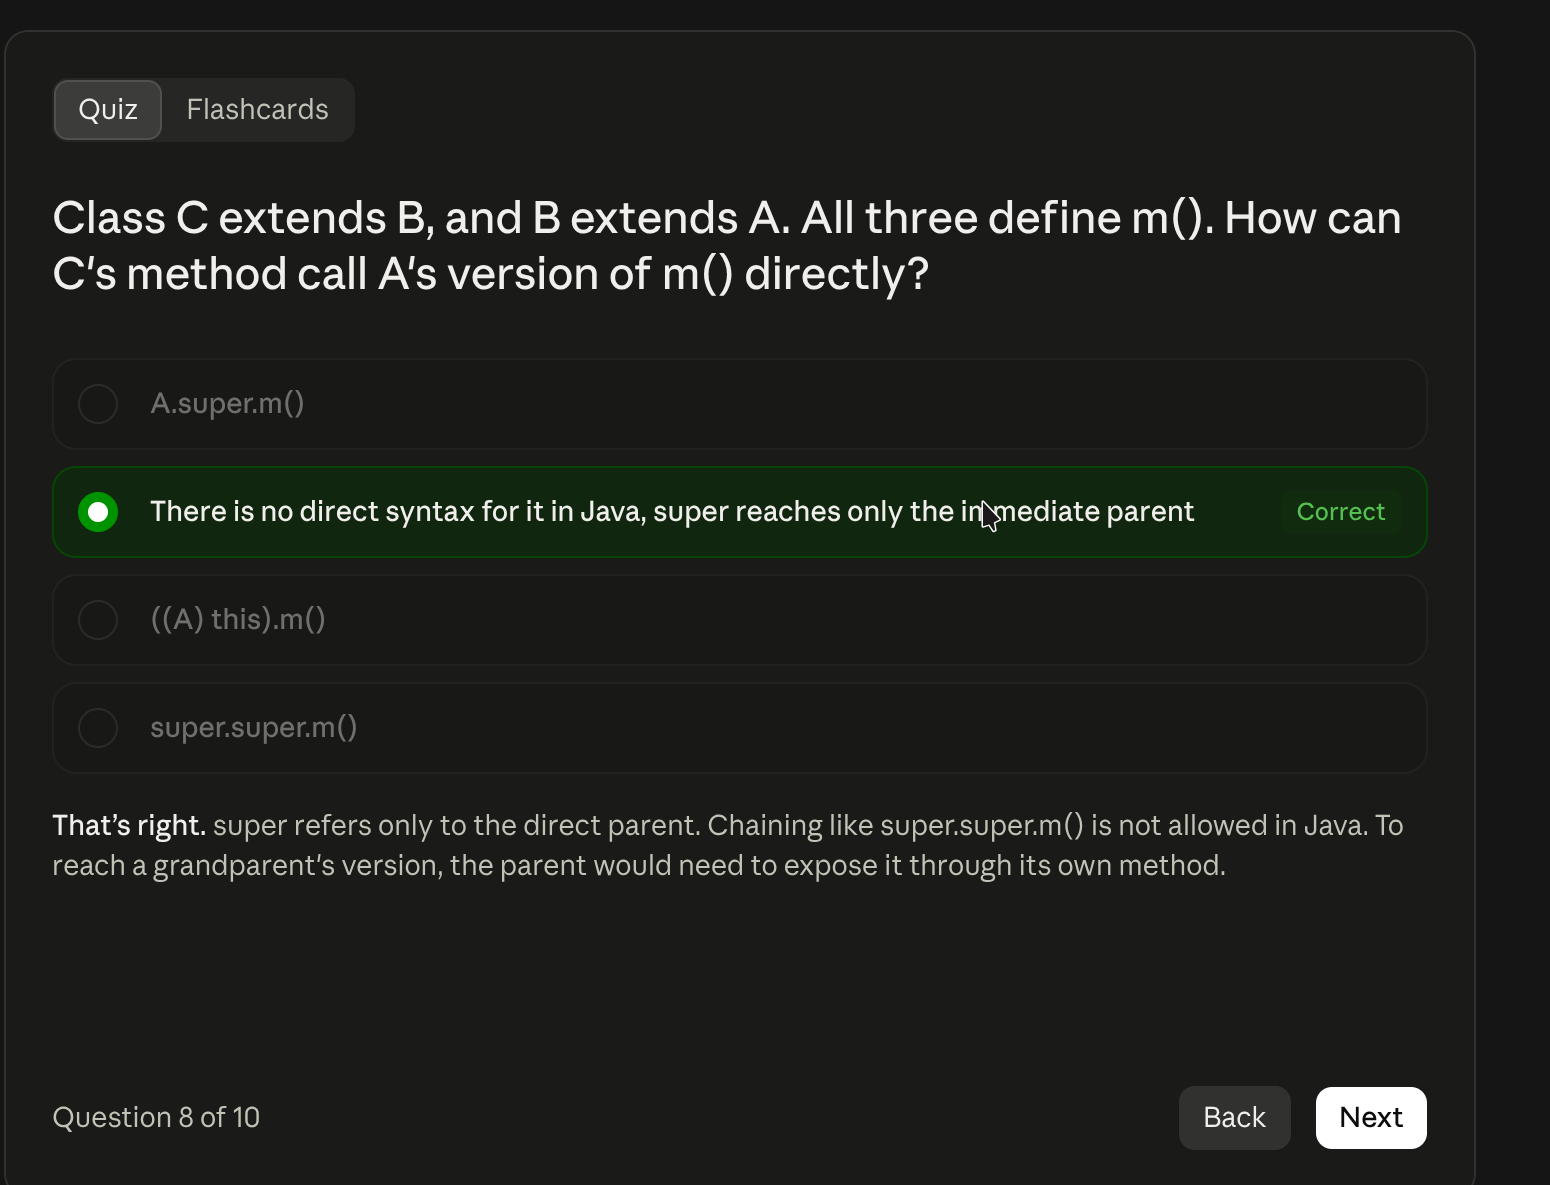 Quiz
Flashcards
Class C extends B, and B extends A. All three define m(). How can
C's method call A's version of m() directly?
A.super.m()
There is no direct syntax for it in Java, super reaches only the immediate parent
Correct
((A) this).m()
super.super.m()
That’s right. super refers only to the direct parent. Chaining like super.super.m() is not allowed in Java. To
reach a grandparent's version, the parent would need to expose it through its own method.
Question 8 of 10
Back
Next